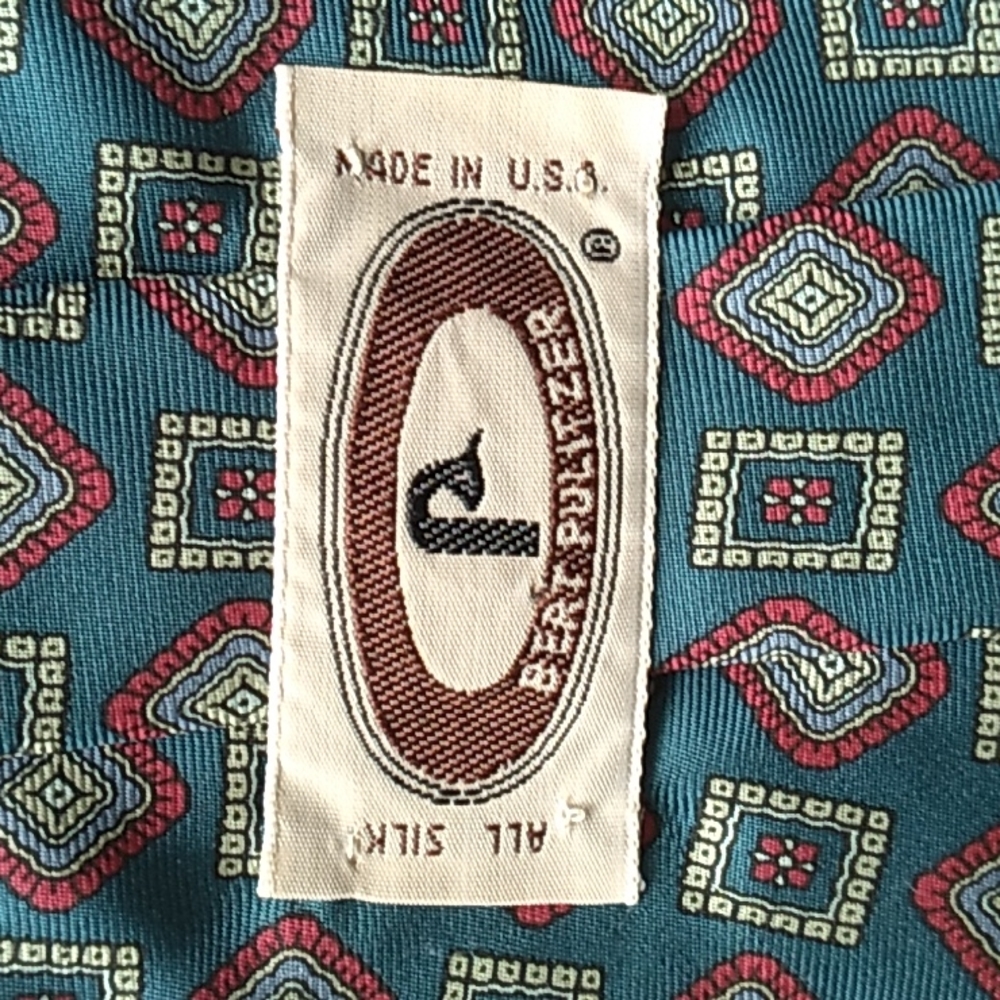 MADE IN U.S.A.
®
BERT PULITZER
ALL SILK